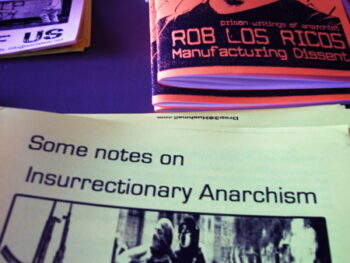 F US
prison writings of anarchist
ROB LOS RICOS
Manufacturing Dissent
Some notes on
Insurrectionary Anarchism